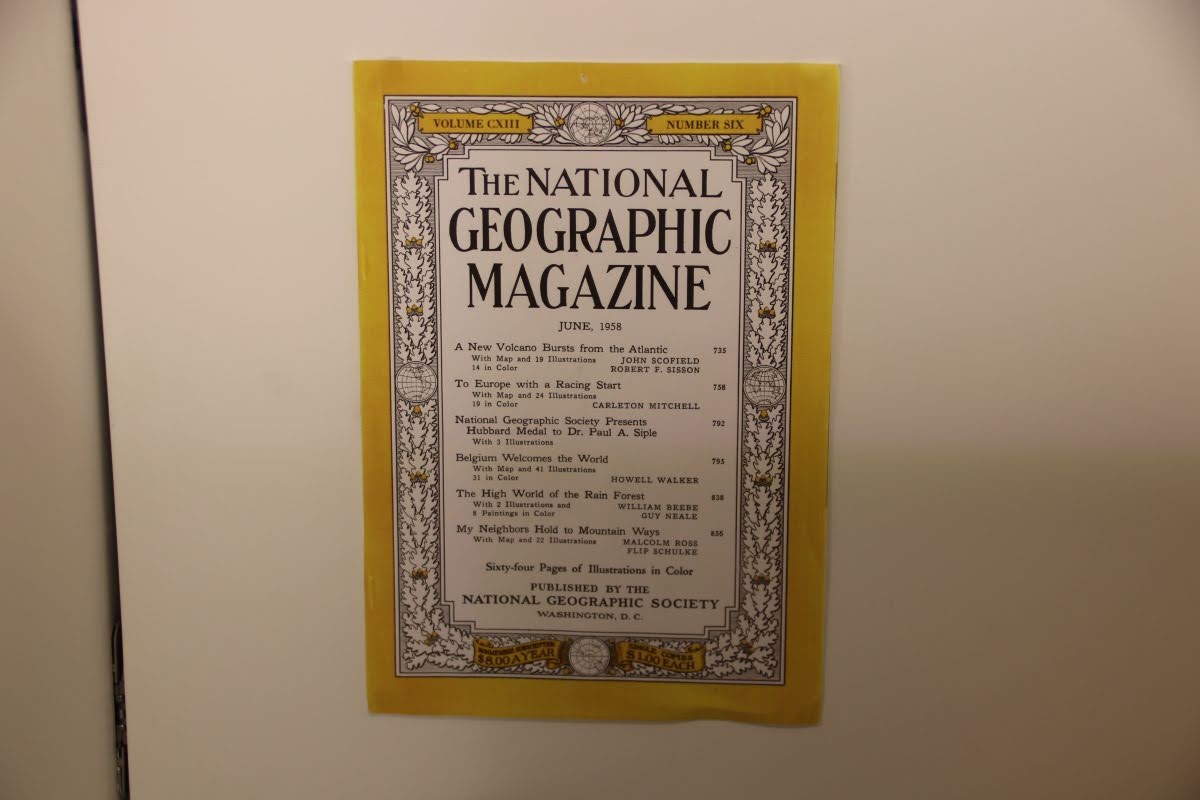 VOLUME CXIII
NUMBER SIX
THE NATIONAL
GEOGRAPHIC
MAGAZINE
JUNE, 1958
A New Volcano Bursts from the Atlantic 735
With Map and 19 Illustrations JOHN SCOFIELD
14 in Color ROBERT F. SISSON
To Europe with a Racing Start 758
With Map and 24 Illustrations
19 in Color CARLETON MITCHELL
National Geographic Society Presents 792
Hubbard Medal to Dr. Paul A. Siple
With 3 Illustrations
Belgium Welcomes the World 795
With Map and 41 Illustrations
31 in Color HOWELL WALKER
The High World of the Rain Forest 838
With 2 Illustrations and WILLIAM BEEBE
8 Paintings in Color GUY NEALE
My Neighbors Hold to Mountain Ways 856
With Map and 22 Illustrations MALCOLM ROSS
FLIP SCHULKE
Sixty-four Pages of Illustrations in Color
PUBLISHED BY THE
NATIONAL GEOGRAPHIC SOCIETY
WASHINGTON, D. C.
$8.00 A YEAR
SINGLE COPIES
$1.00 EACH